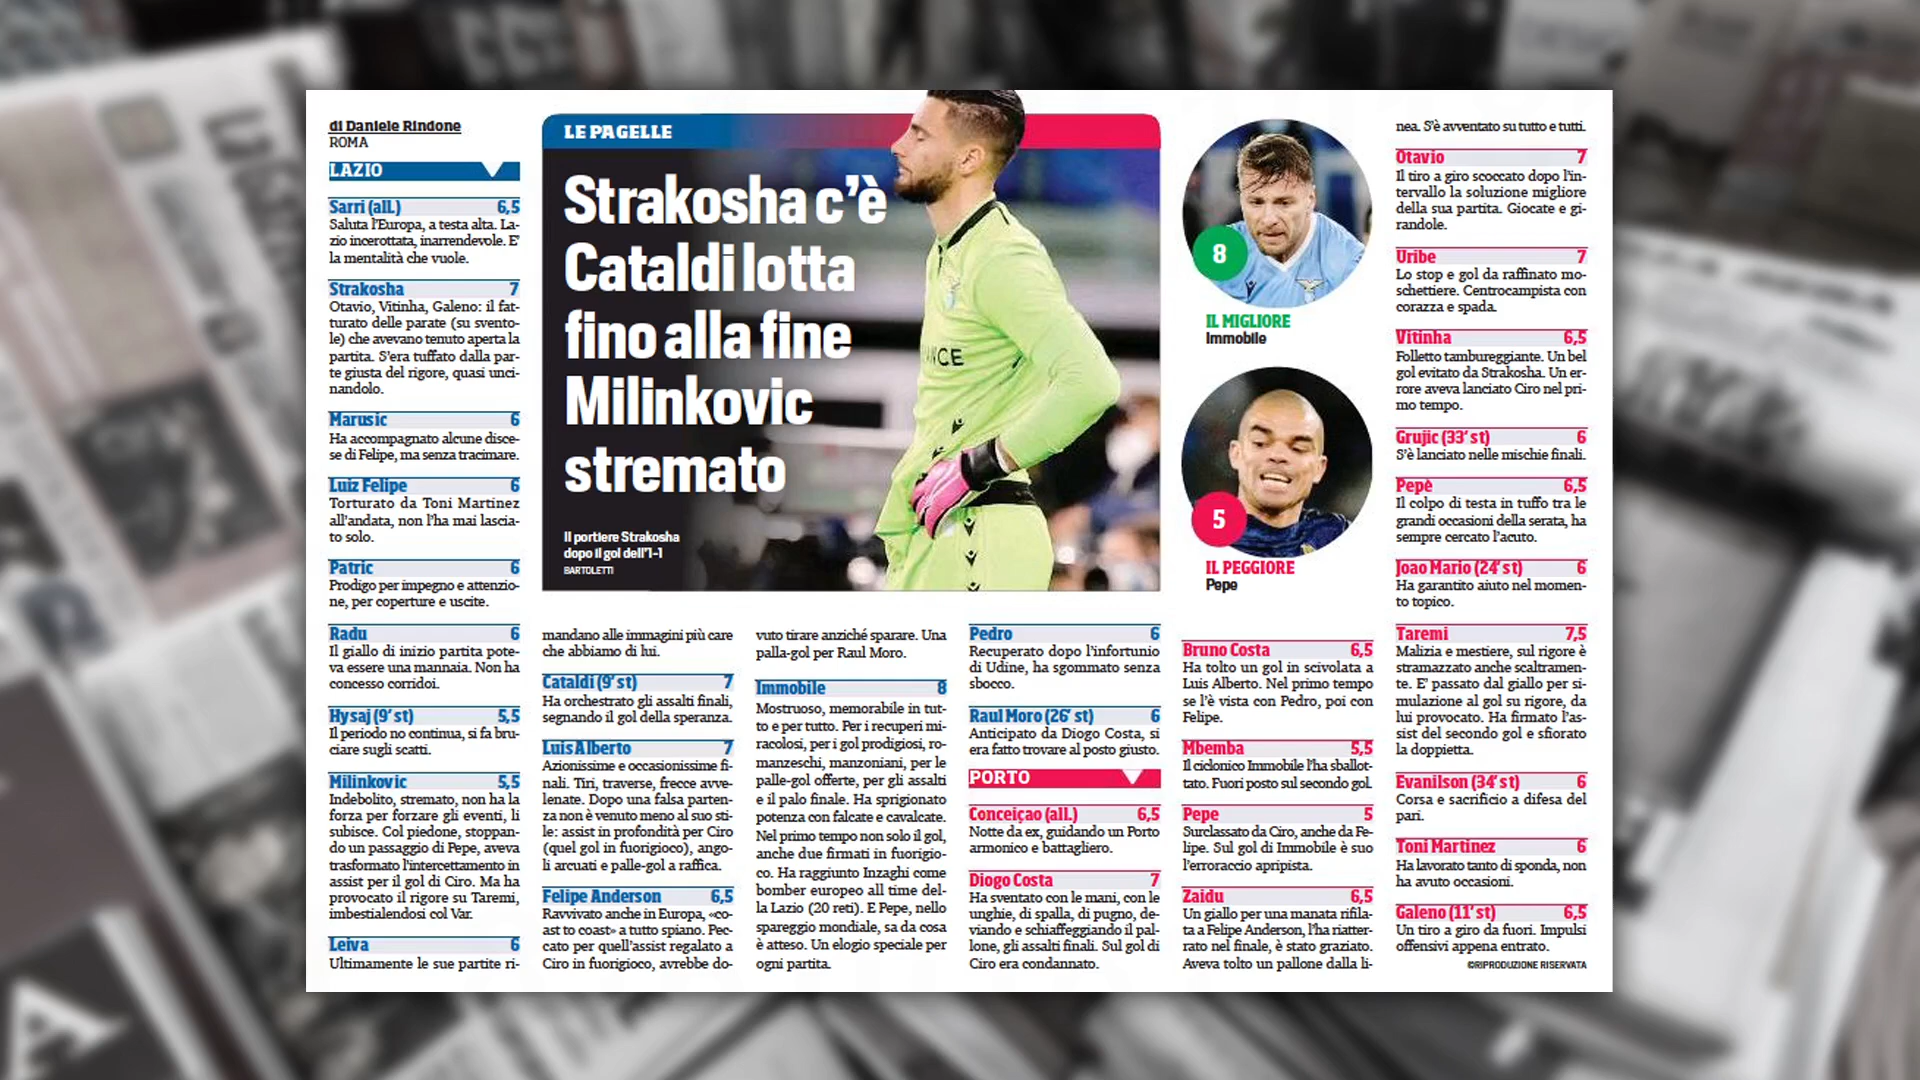 di Daniele Rindone
ROMA
LAZIO
Sarri (all.) 6,5
Saluta l'Europa, a testa alta. La-
zio incerottata, inarrendevole. E'
la mentalità che vuole.
Strakosha 7
Otavio, Vitinha, Galeno: il fat-
turato delle parate (su svento-
le) che avevano tenuto aperta la
partita. S'era tuffato dalla par-
te giusta del rigore, quasi unci-
nandolo.
Marusic 6
Ha accompagnato alcune disce-
se di Felipe, ma senza tracimare.
Luiz Felipe 6
Torturato da Toni Martinez
all'andata, non l'ha mai lascia-
to solo.
Patric 6
Prodigo per impegno e attenzio-
ne, per coperture e uscite.
Radu 6
Il giallo di inizio partita pote-
va essere una mannaia. Non ha
concesso corridoi.
Hysaj (9' st) 5,5
Il periodo no continua, si fa bru-
ciare sugli scatti.
Milinkovic 5,5
Indebolito, stremato, non ha la
forza per forzare gli eventi, li
subisce. Col piedone, stoppan-
do un passaggio di Pepe, aveva
trasformato l'intercettamento in
assist per il gol di Ciro. Ma ha
provocato il rigore su Taremi,
imbestialendosi col Var.
Leiva 6
Ultimamente le sue partite ri-
LE PAGELLE
Strakosha c'è
Cataldi lotta
fino alla fine
Milinkovic
stremato
Il portiere Strakosha
dopo il gol dell'1-1
BARTOLETTI
NCE
mandano alle immagini più care
che abbiamo di lui.
Cataldi (9' st) 7
Ha orchestrato gli assalti finali,
segnando il gol della speranza.
Luis Alberto 7
Azionissime e occasionissime fi-
nali. Tiri, traverse, frecce avve-
lenate. Dopo una falsa parten-
za non è venuto meno al suo sti-
le: assist in profondità per Ciro
(quel gol in fuorigioco), ango-
li arcuati e palle-gol a raffica.
Felipe Anderson 6,5
Ravvivato anche in Europa, «co-
ast to coast» a tutto spiano. Pec-
cato per quell'assist regalato a
Ciro in fuorigioco, avrebbe do-
vuto tirare anziché sparare. Una
palla-gol per Raul Moro.
Immobile 8
Mostruoso, memorabile in tut-
to e per tutto. Per i recuperi mi-
racolosi, per i gol prodigiosi, ro-
manzeschi, manzoniani, per le
palle-gol offerte, per gli assalti
e il palo finale. Ha sprigionato
potenza con falcate e cavalcate.
Nel primo tempo non solo il gol,
anche due firmati in fuorigio-
co. Ha raggiunto Inzaghi come
bomber europeo all time del-
la Lazio (20 reti). E Pepe, nello
spareggio mondiale, sa da cosa
è atteso. Un elogio speciale per
ogni partita.
Pedro 6
Recuperato dopo l'infortunio
di Udine, ha sgommato senza
sbocco.
Raul Moro (26' st) 6
Anticipato da Diogo Costa, si
era fatto trovare al posto giusto.
PORTO
Conceiçao (all.) 6,5
Notte da ex, guidando un Porto
armonico e battagliero.
Diogo Costa 7
Ha sventato con le mani, con le
unghie, di spalla, di pugno, de-
viando e schiaffeggiando il pal-
lone, gli assalti finali. Sul gol di
Ciro era condannato.
8
IL MIGLIORE
Immobile
5
IL PEGGIORE
Pepe
Bruno Costa 6,5
Ha tolto un gol in scivolata a
Luis Alberto. Nel primo tempo
se l'è vista con Pedro, poi con
Felipe.
Mbemba 5,5
Il ciclonico Immobile l'ha sballot-
tato. Fuori posto sul secondo gol.
Pepe 5
Surclassato da Ciro, anche da Fe-
lipe. Sul gol di Immobile è suo
l'erroraccio apripista.
Zaidu 6,5
Un giallo per una manata rifila-
ta a Felipe Anderson, l'ha riatter-
rato nel finale, è stato graziato.
Aveva tolto un pallone dalla li-
nea. S'è avventato su tutto e tutti.
Otavio 7
Il tiro a giro scoccato dopo l'in-
tervallo la soluzione migliore
della sua partita. Giocate e gi-
randole.
Uribe 7
Lo stop e gol da raffinato mo-
schettiere. Centrocampista con
corazza e spada.
Vitinha 6,5
Folletto tambureggiante. Un bel
gol evitato da Strakosha. Un er-
rore aveva lanciato Ciro nel pri-
mo tempo.
Grujic (33' st) 6
S'è lanciato nelle mischie finali.
Pepè 6,5
Il colpo di testa in tuffo tra le
grandi occasioni della serata, ha
sempre cercato l'acuto.
Joao Mario (24' st) 6
Ha garantito aiuto nel momen-
to topico.
Taremi 7,5
Malizia e mestiere, sul rigore è
stramazzato anche scaltramen-
te. E' passato dal giallo per si-
mulazione al gol su rigore, da
lui provocato. Ha firmato l'as-
sist del secondo gol e sfiorato
la doppietta.
Evanilson (34' st) 6
Corsa e sacrificio a difesa del
pari.
Toni Martinez 6
Ha lavorato tanto di sponda, non
ha avuto occasioni.
Galeno (11' st) 6,5
Un tiro a giro da fuori. Impulsi
offensivi appena entrato.
©RIPRODUZIONE RISERVATA